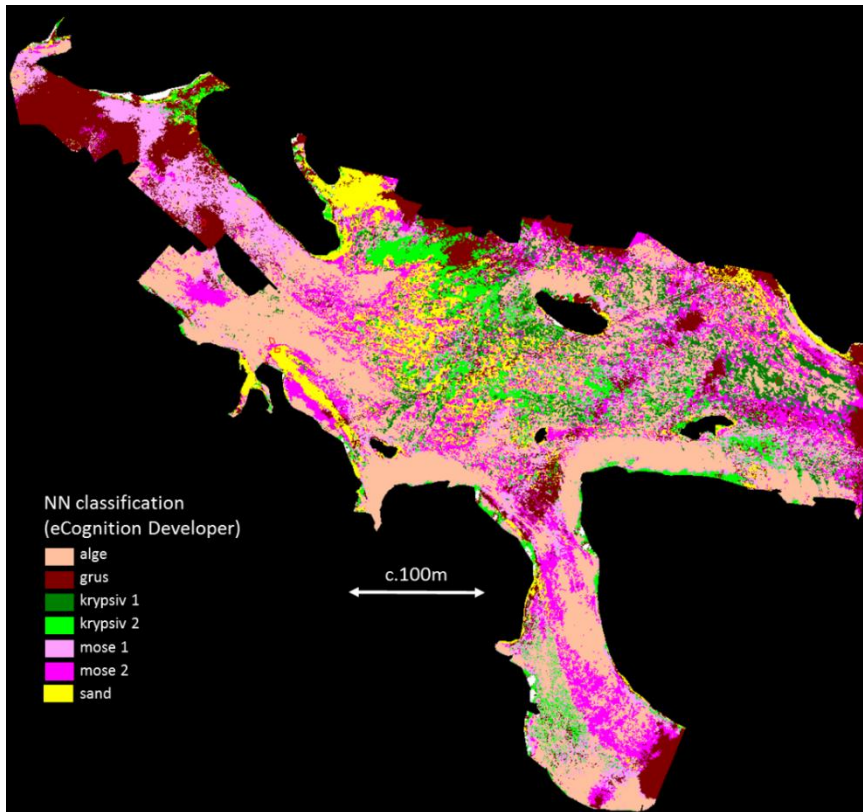 NN classification
(eCognition Developer)
alge
grus
krypsiv 1
krypsiv 2
mose 1
mose 2
sand
c.100m